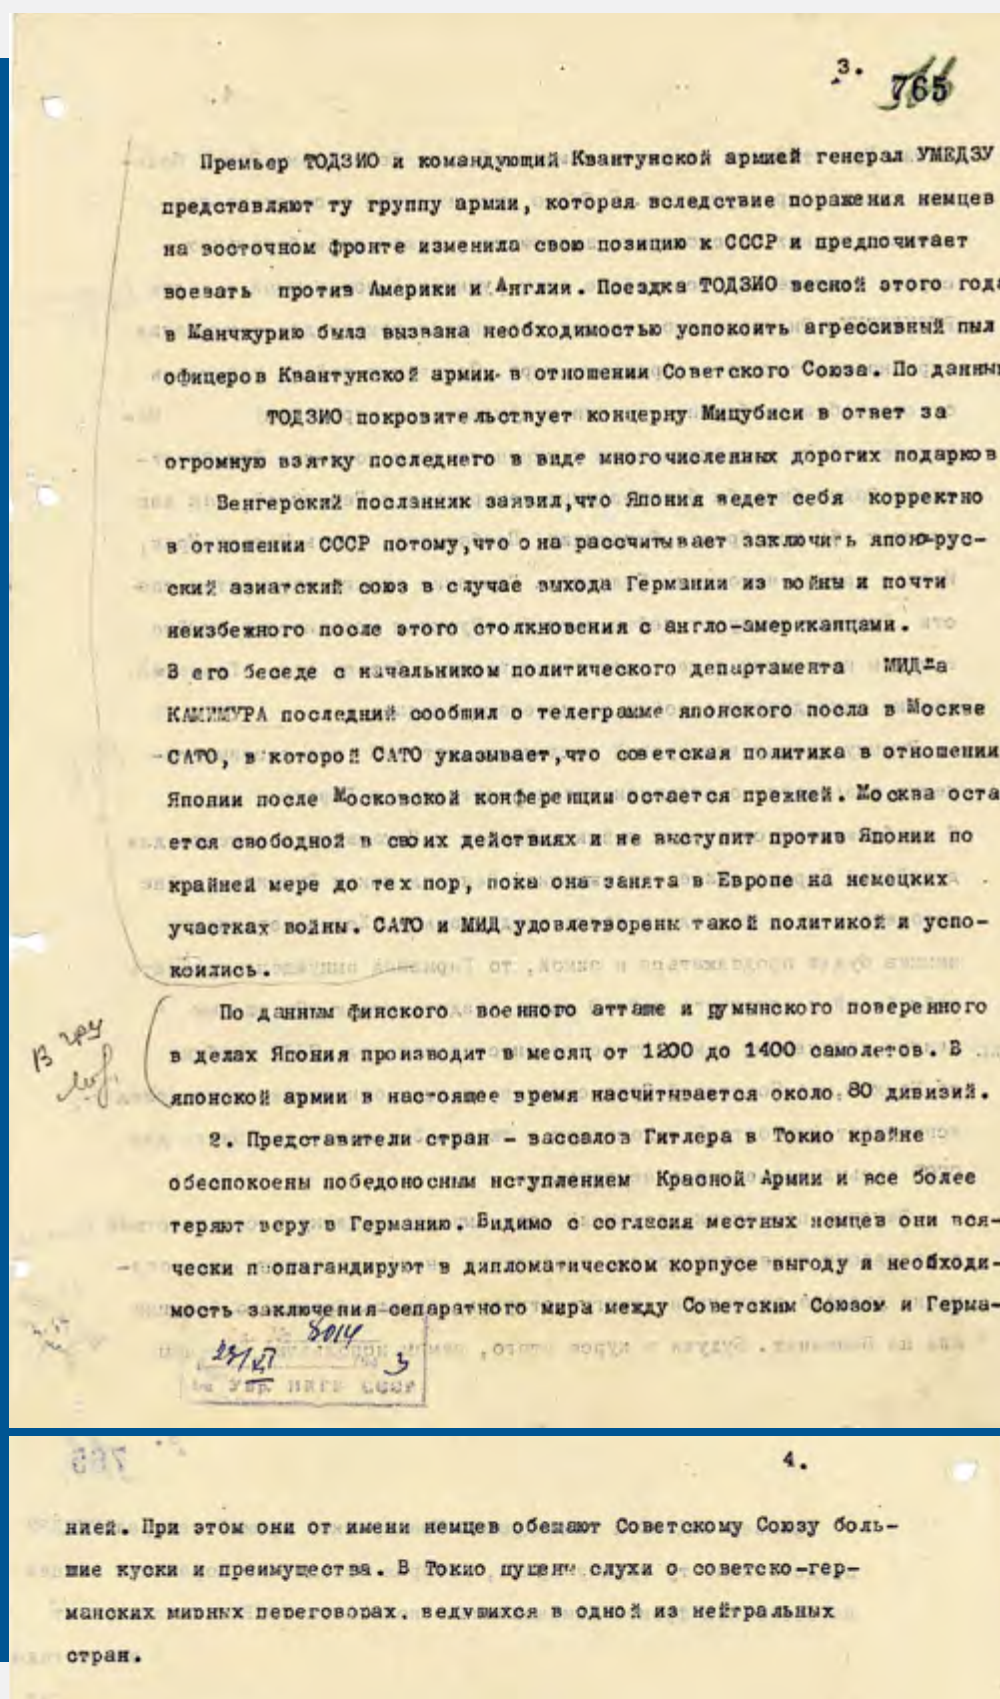 3.
765
Премьер ТОДЗИО и командующий Квантунской армией генерал УМЕДЗУ
представляют ту группу армии, которая вследствие поражения немцев
на восточном фронте изменила свою позицию к СССР и предпочитает
воевать против Америки и Англии. Поездка ТОДЗИО весной этого года
в Манчжурию была вызвана необходимостью успокоить агрессивный пыл
офицеров Квантунской армии в отношении Советского Союза. По данны
ТОДЗИО покровительствует концерну Мицубиси в ответ за
огромную взятку последнего в виде многочисленных дорогих подарков
Венгерский посланник заявил,что Япония ведет себя корректно
в отношении СССР потому,что она рассчитывает заключить япон-рус-
ский азиатский союз в случае выхода Германии из войны и почти
неизбежного после этого столкновения с англо-американцами.
В его беседе с начальником политического департамента МИД-а
КАМИМУРА последний сообщил о телеграмме японского посла в Москве
САТО, в которой САТО указывает,что советская политика в отношении
Японии после Московской конференции остается прежней. Москва оста
ется свободной в своих действиях и не выступит против Японии по
крайней мере до тех пор, пока она занята в Европе на немецких
участках войны. САТО и МИД удовлетворены такой политикой и успо-
коились.
По данным финского военного атташе и румынского поверенного
в делах Япония производит в месяц от 1200 до 1400 самолетов. В
японской армии в настоящее время насчитывается около 80 дивизий.
В гру
2. Представители стран - вассалов Гитлера в Токио крайне
обеспокоены победоносным нступлением Красной Армии и все более
теряют веру в Германию. Видимо с согласия местных немцев они вся-
чески пропагандируют в дипломатическом корпусе выгоду и необходи-
мость заключения сепаратного мира между Советским Союзом и Герма-
8014
29/XI 3
Упр. НКГБ СССР
4.
нией. При этом они от имени немцев обещают Советскому Союзу боль-
шие куски и преимущества. В Токио пущены слухи о советско-гер-
манских мирных переговорах, ведущихся в одной из нейтральных
стран.